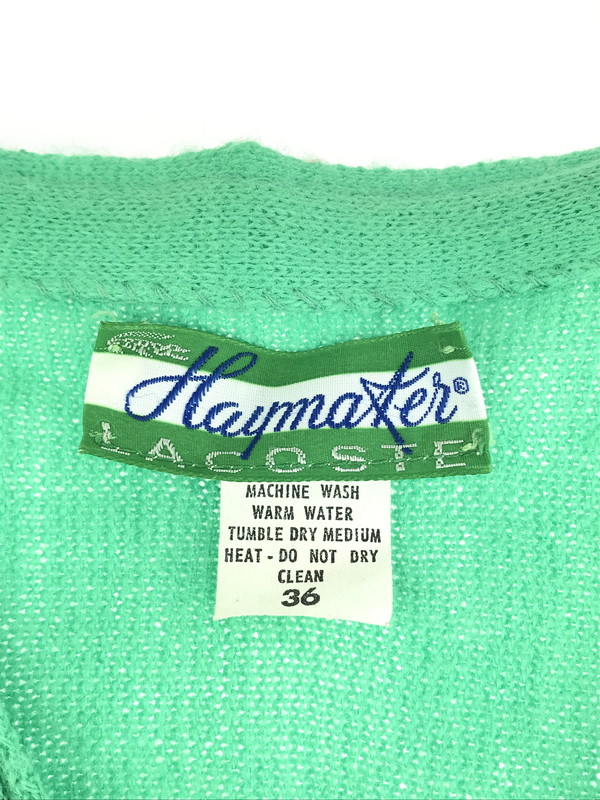 Haymaker®
LACOSTE
MACHINE WASH
WARM WATER
TUMBLE DRY MEDIUM
HEAT - DO NOT DRY
CLEAN
36